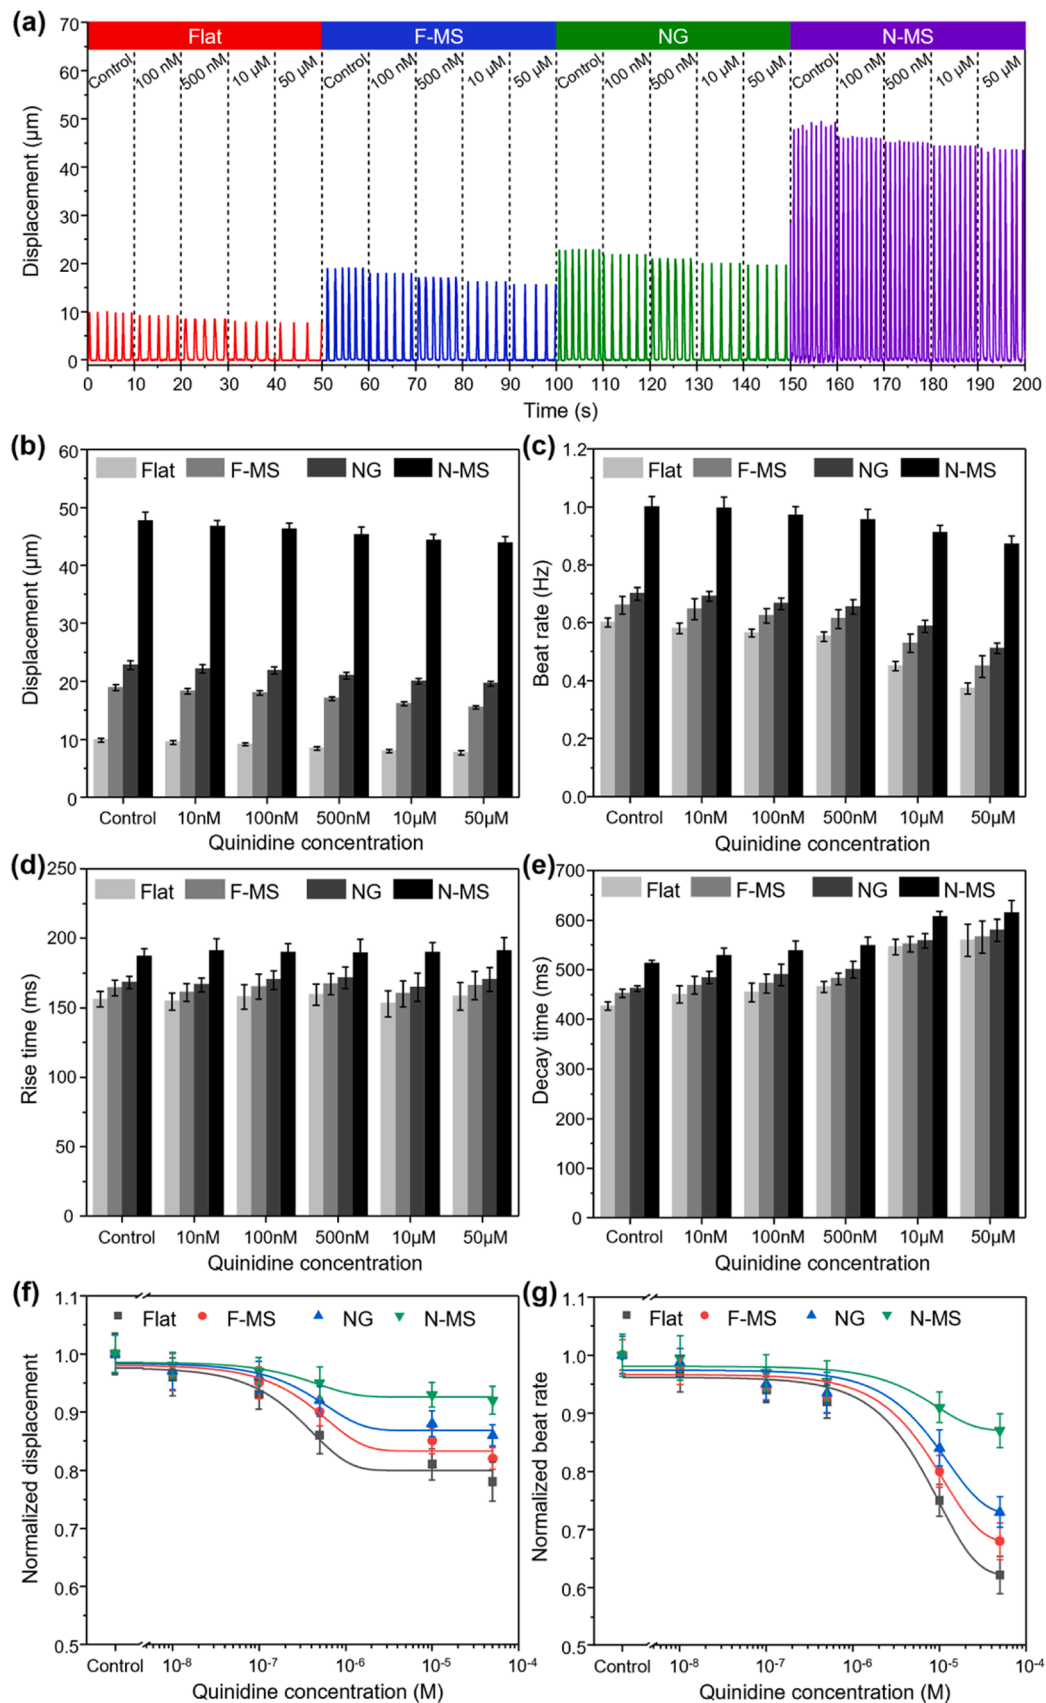 (a)
70
60
50
40
30
20
10
0
Displacement (µm)
Flat F-MS NG N-MS
Control 100 nM 500 nM 10 µM 50 µM Control 100 nM 500 nM 10 µM 50 µM Control 100 nM 500 nM 10 µM 50 µM Control 100 nM 500 nM 10 µM 50 µM
0 10 20 30 40 50 60 70 80 90 100 110 120 130 140 150 160 170 180 190 200
Time (s)
(b)
60
50
40
30
20
10
0
Displacement (µm)
Flat F-MS NG N-MS
Control 10nM 100nM 500nM 10µM 50µM
Quinidine concentration
(c)
1.2
1.0
0.8
0.6
0.4
0.2
0.0
Beat rate (Hz)
Flat F-MS NG N-MS
Control 10nM 100nM 500nM 10µM 50µM
Quinidine concentration
(d)
250
200
150
100
50
0
Rise time (ms)
Flat F-MS NG N-MS
Control 10nM 100nM 500nM 10µM 50µM
Quinidine concentration
(e)
700
600
500
400
300
200
100
0
Decay time (ms)
Flat F-MS NG N-MS
Control 10nM 100nM 500nM 10µM 50µM
Quinidine concentration
(f)
1.1
1.0
0.9
0.8
0.7
0.6
0.5
Normalized displacement
Flat F-MS NG N-MS
Control 10-8 10-7 10-6 10-5 10-4
Quinidine concentration (M)
(g)
1.1
1.0
0.9
0.8
0.7
0.6
0.5
Normalized beat rate
Flat F-MS NG N-MS
Control 10-8 10-7 10-6 10-5 10-4
Quinidine concentration (M)